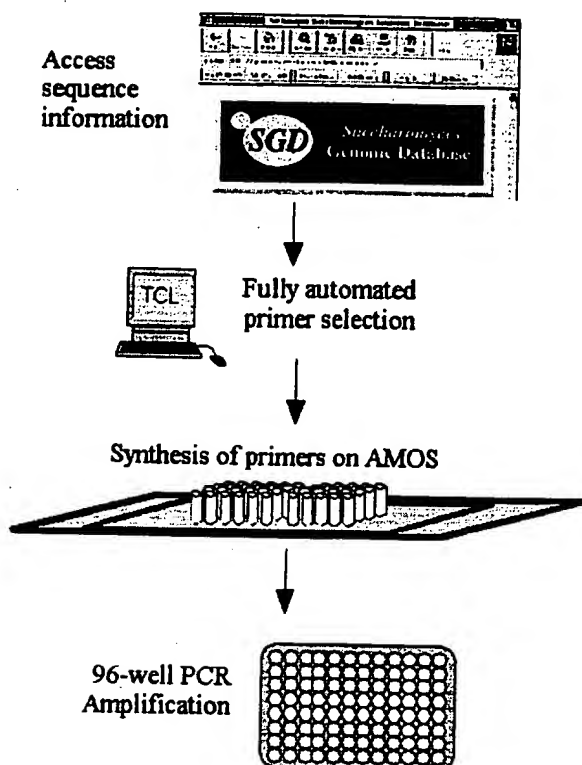 Access
sequence
information
SGD
Saccharomyces
Genomic Database
TCL
Fully automated
primer selection
Synthesis of primers on AMOS
96-well PCR
Amplification